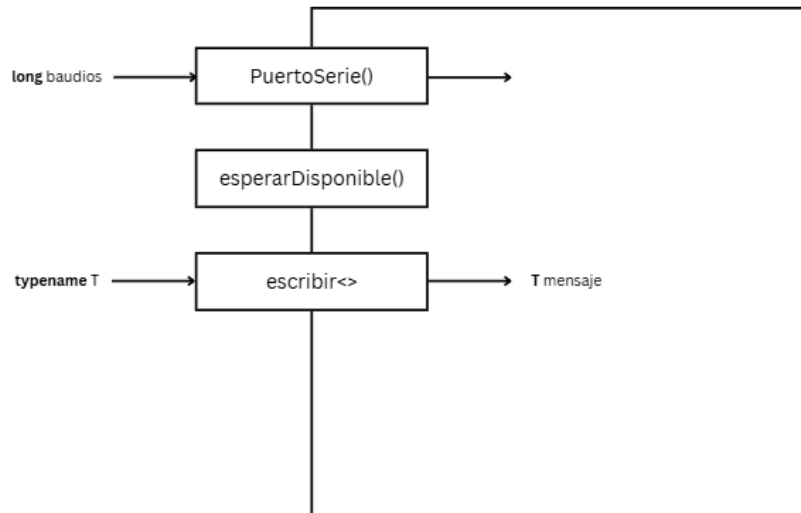 long baudios
PuertoSerie()
esperarDisponible()
typename T
escribir<>
T mensaje